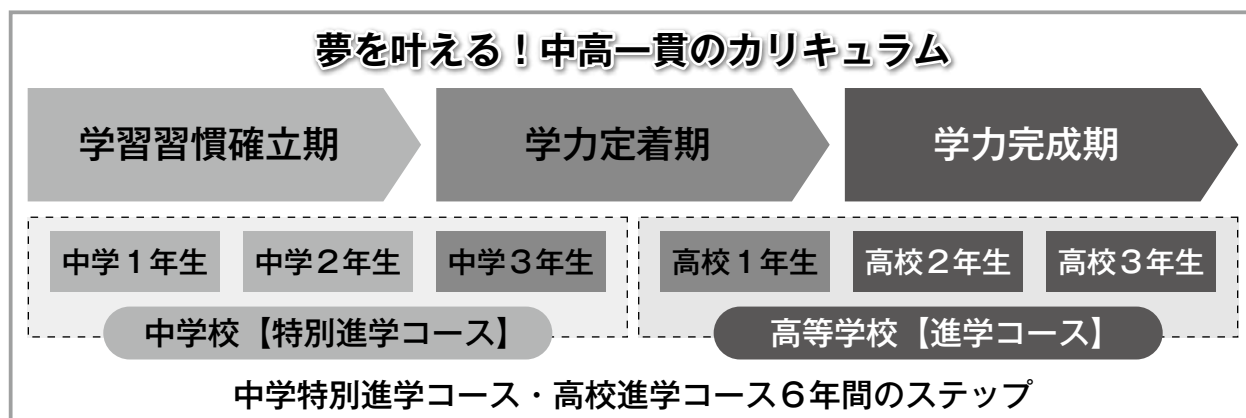 夢を叶える！中高一貫のカリキュラム
学習習慣確立期
学力定着期
学力完成期
中学１年生
中学２年生
中学３年生
高校１年生
高校２年生
高校３年生
中学校【特別進学コース】
高等学校【進学コース】
中学特別進学コース・高校進学コース６年間のステップ